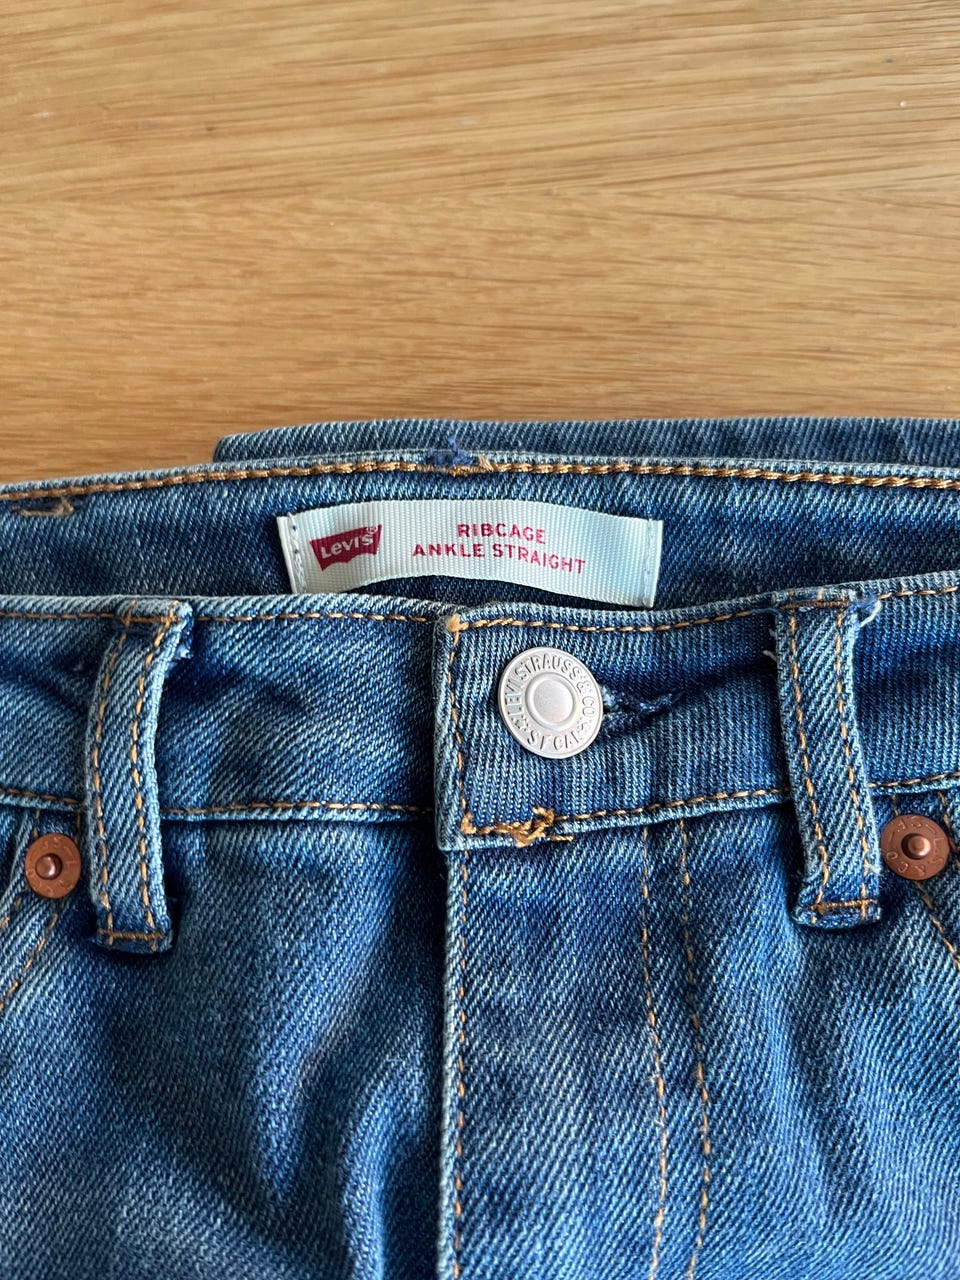 Levi's®
RIBCAGE
ANKLE STRAIGHT
LEVI STRAUSS & CO.
S.F. CAL